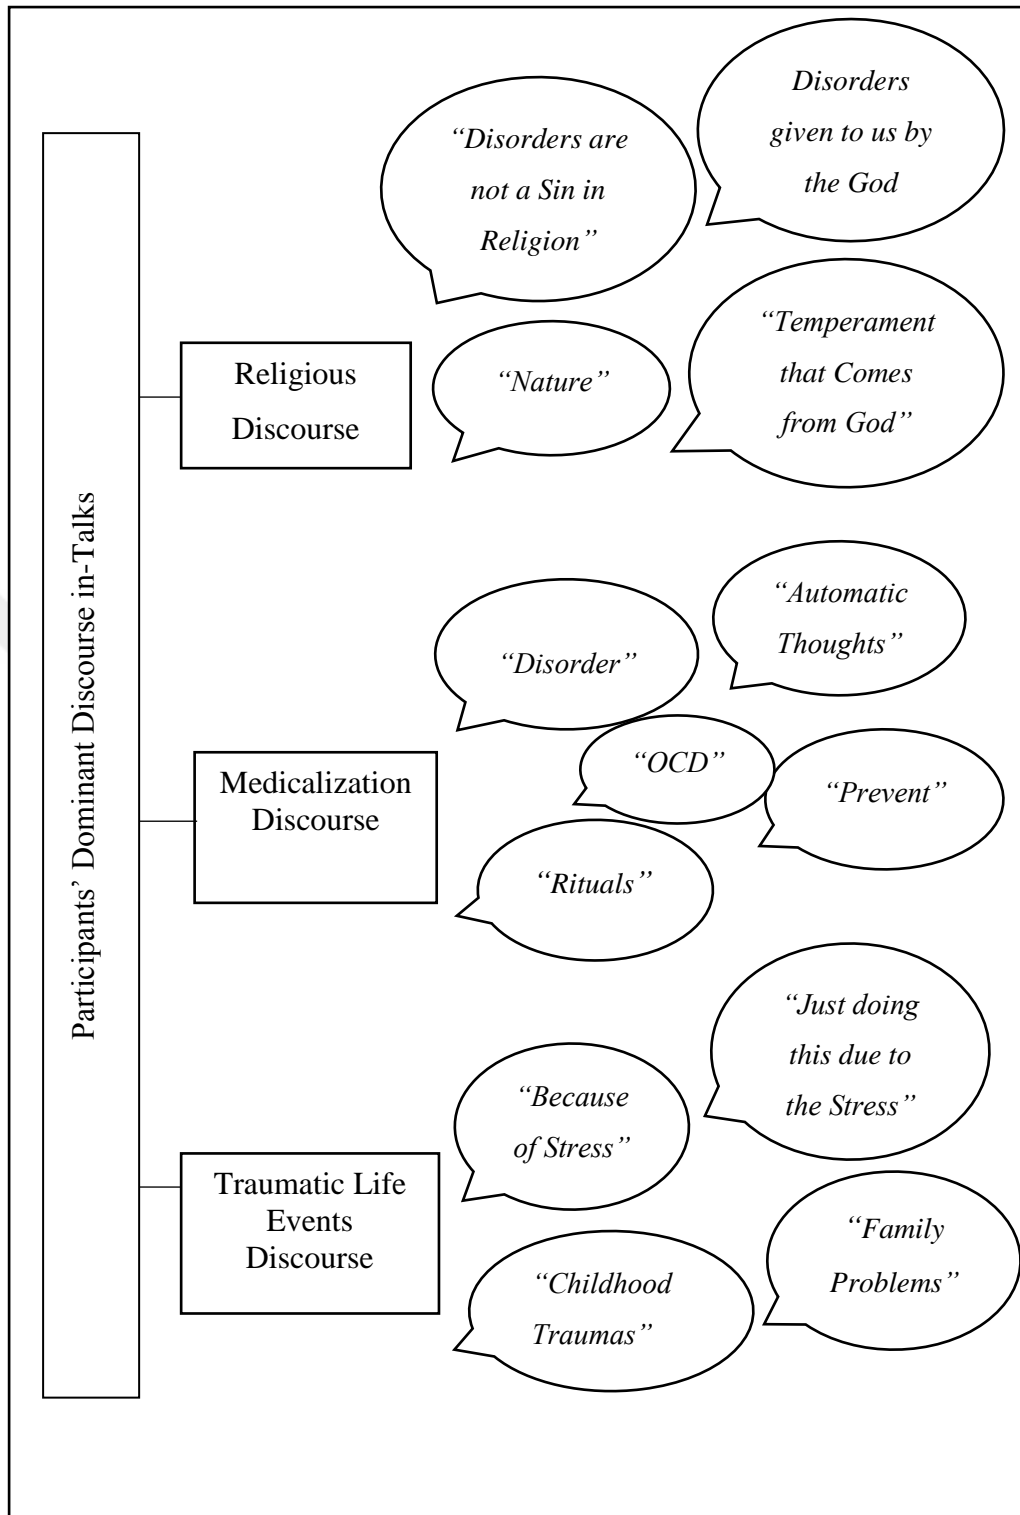 Participants’ Dominant Discourse in-Talks
Religious
Discourse
“Disorders are
not a Sin in
Religion”
Disorders
given to us by
the God
“Nature”
“Temperament
that Comes
from God”
Medicalization
Discourse
“Disorder”
“Automatic
Thoughts”
“OCD”
“Prevent”
“Rituals”
Traumatic Life
Events
Discourse
“Because
of Stress”
“Just doing
this due to
the Stress”
“Childhood
Traumas”
“Family
Problems”